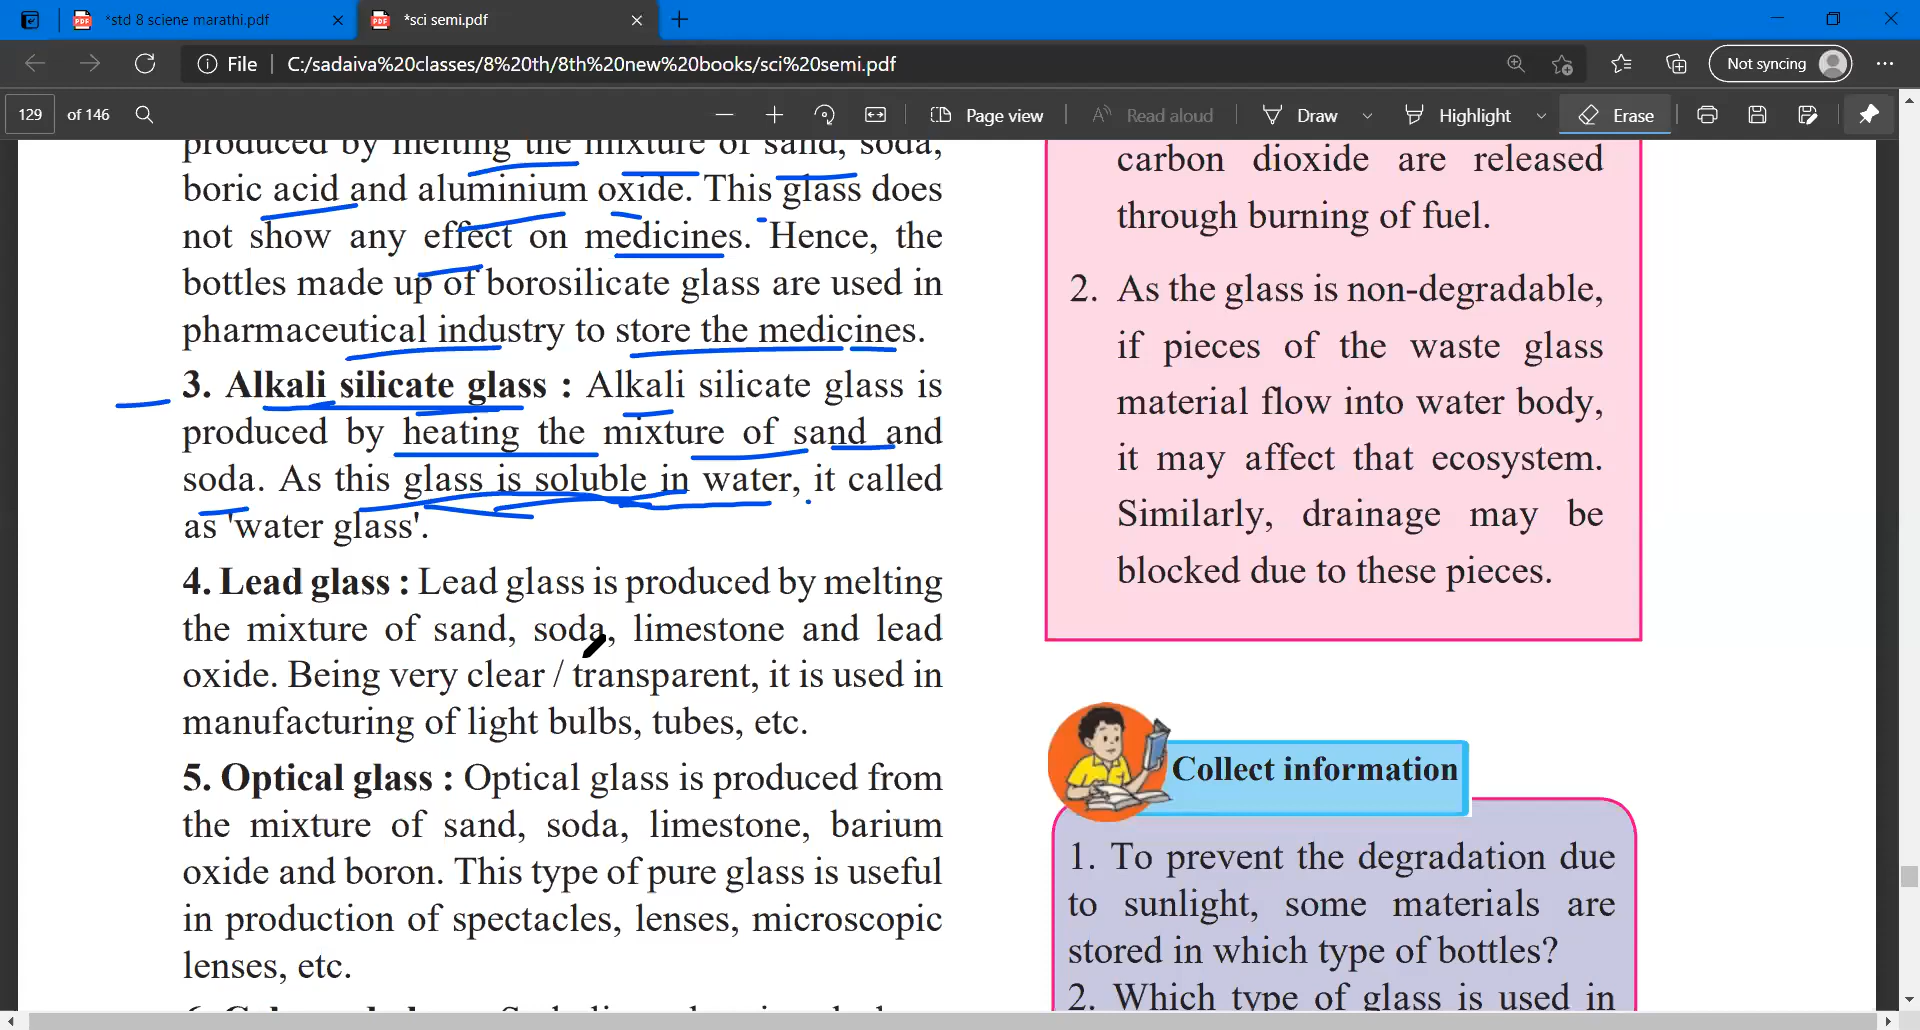 *std 8 sciene marathi.pdf
*sci semi.pdf
File
C:/sadaiva%20classes/8%20th/8th%20new%20books/sci%20semi.pdf
Not syncing
129 of 146
Page view
Read aloud
Draw
Highlight
Erase
produced by melting the mixture of sand, soda,
boric acid and aluminium oxide. This glass does
not show any effect on medicines. Hence, the
bottles made up of borosilicate glass are used in
pharmaceutical industry to store the medicines.
3. Alkali silicate glass : Alkali silicate glass is
produced by heating the mixture of sand and
soda. As this glass is soluble in water, it called
as 'water glass'.
4. Lead glass : Lead glass is produced by melting
the mixture of sand, soda, limestone and lead
oxide. Being very clear / transparent, it is used in
manufacturing of light bulbs, tubes, etc.
5. Optical glass : Optical glass is produced from
the mixture of sand, soda, limestone, barium
oxide and boron. This type of pure glass is useful
in production of spectacles, lenses, microscopic
lenses, etc.
carbon dioxide are released
through burning of fuel.
2. As the glass is non-degradable,
if pieces of the waste glass
material flow into water body,
it may affect that ecosystem.
Similarly, drainage may be
blocked due to these pieces.
Collect information
1. To prevent the degradation due
to sunlight, some materials are
stored in which type of bottles?
2. Which type of glass is used in